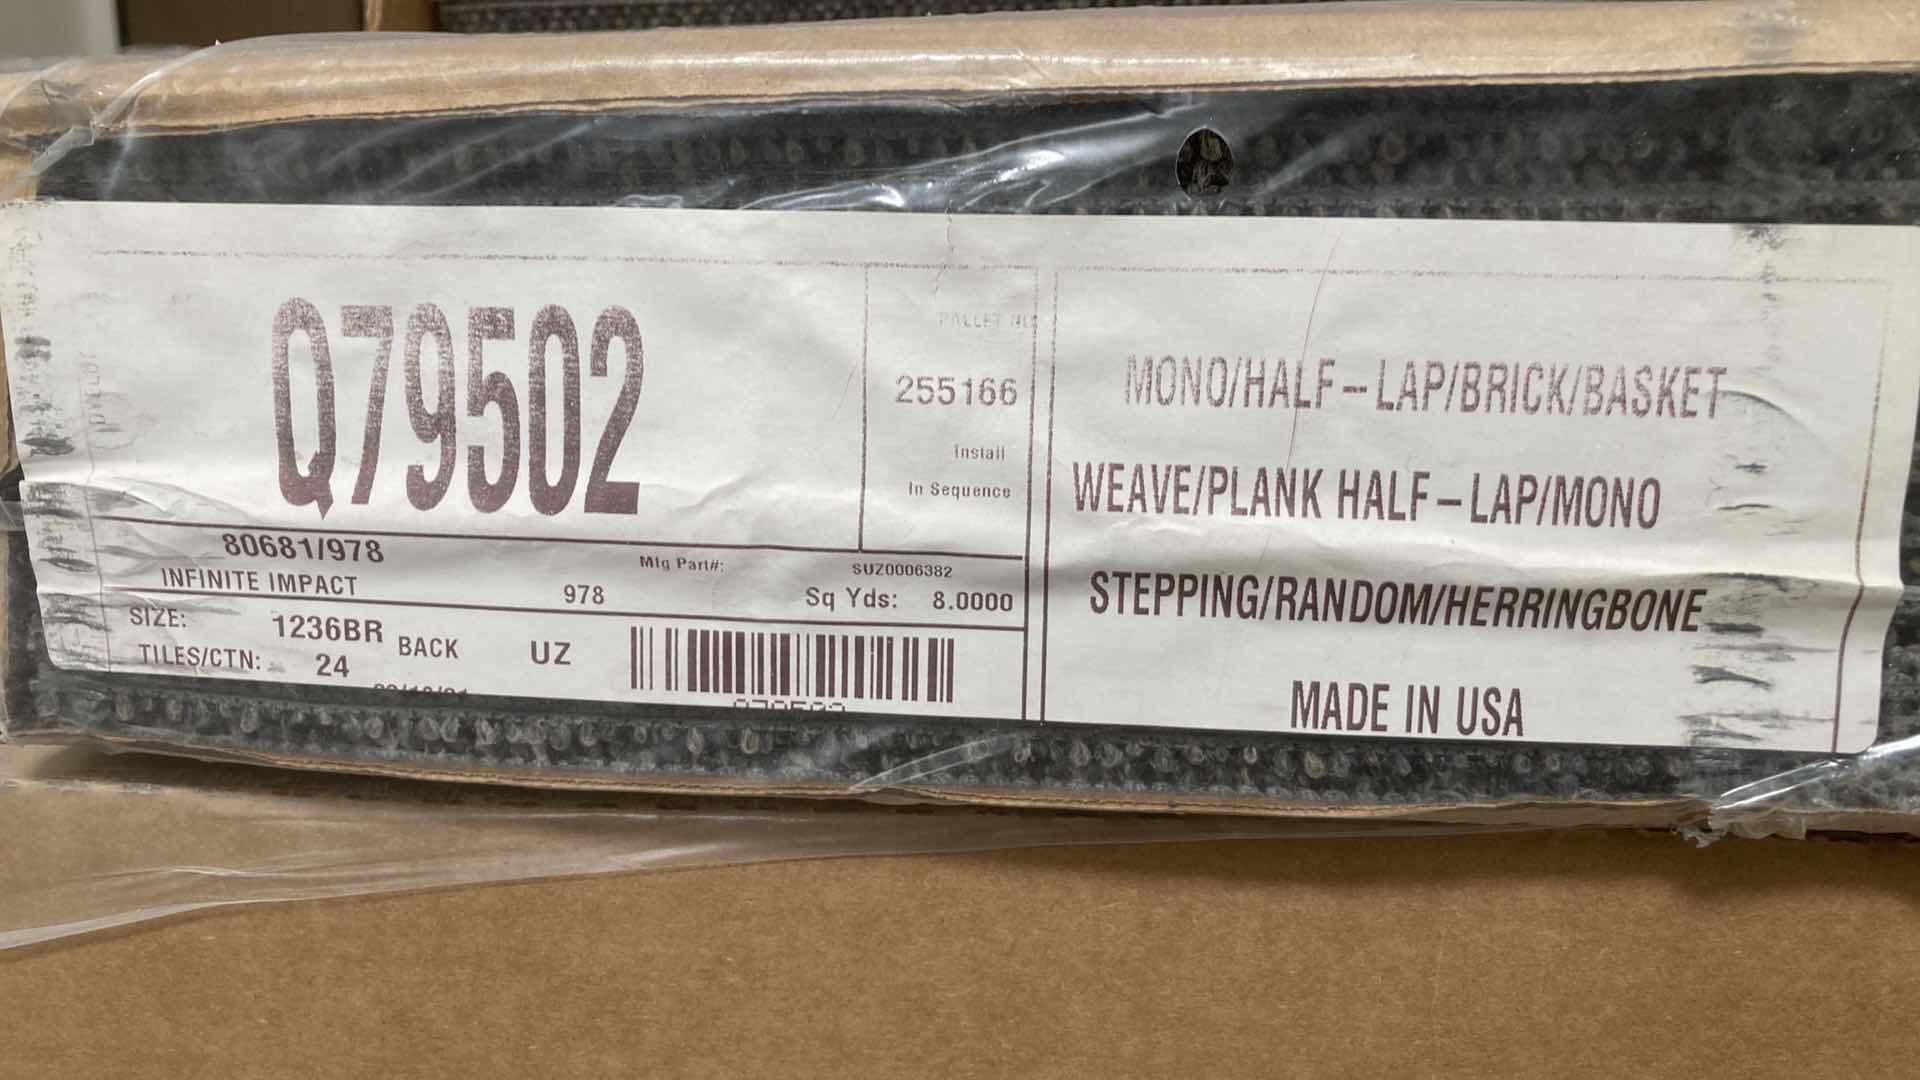 Q79502
PALLET NO
255166
Install
In Sequence
80681/978
INFINITE IMPACT
978
Mfg Part#:
SUZ0006382
Sq Yds: 8.0000
SIZE: 1236BR BACK UZ
TILES/CTN: 24
MONO/HALF-LAP/BRICK/BASKET
WEAVE/PLANK HALF-LAP/MONO
STEPPING/RANDOM/HERRINGBONE
MADE IN USA